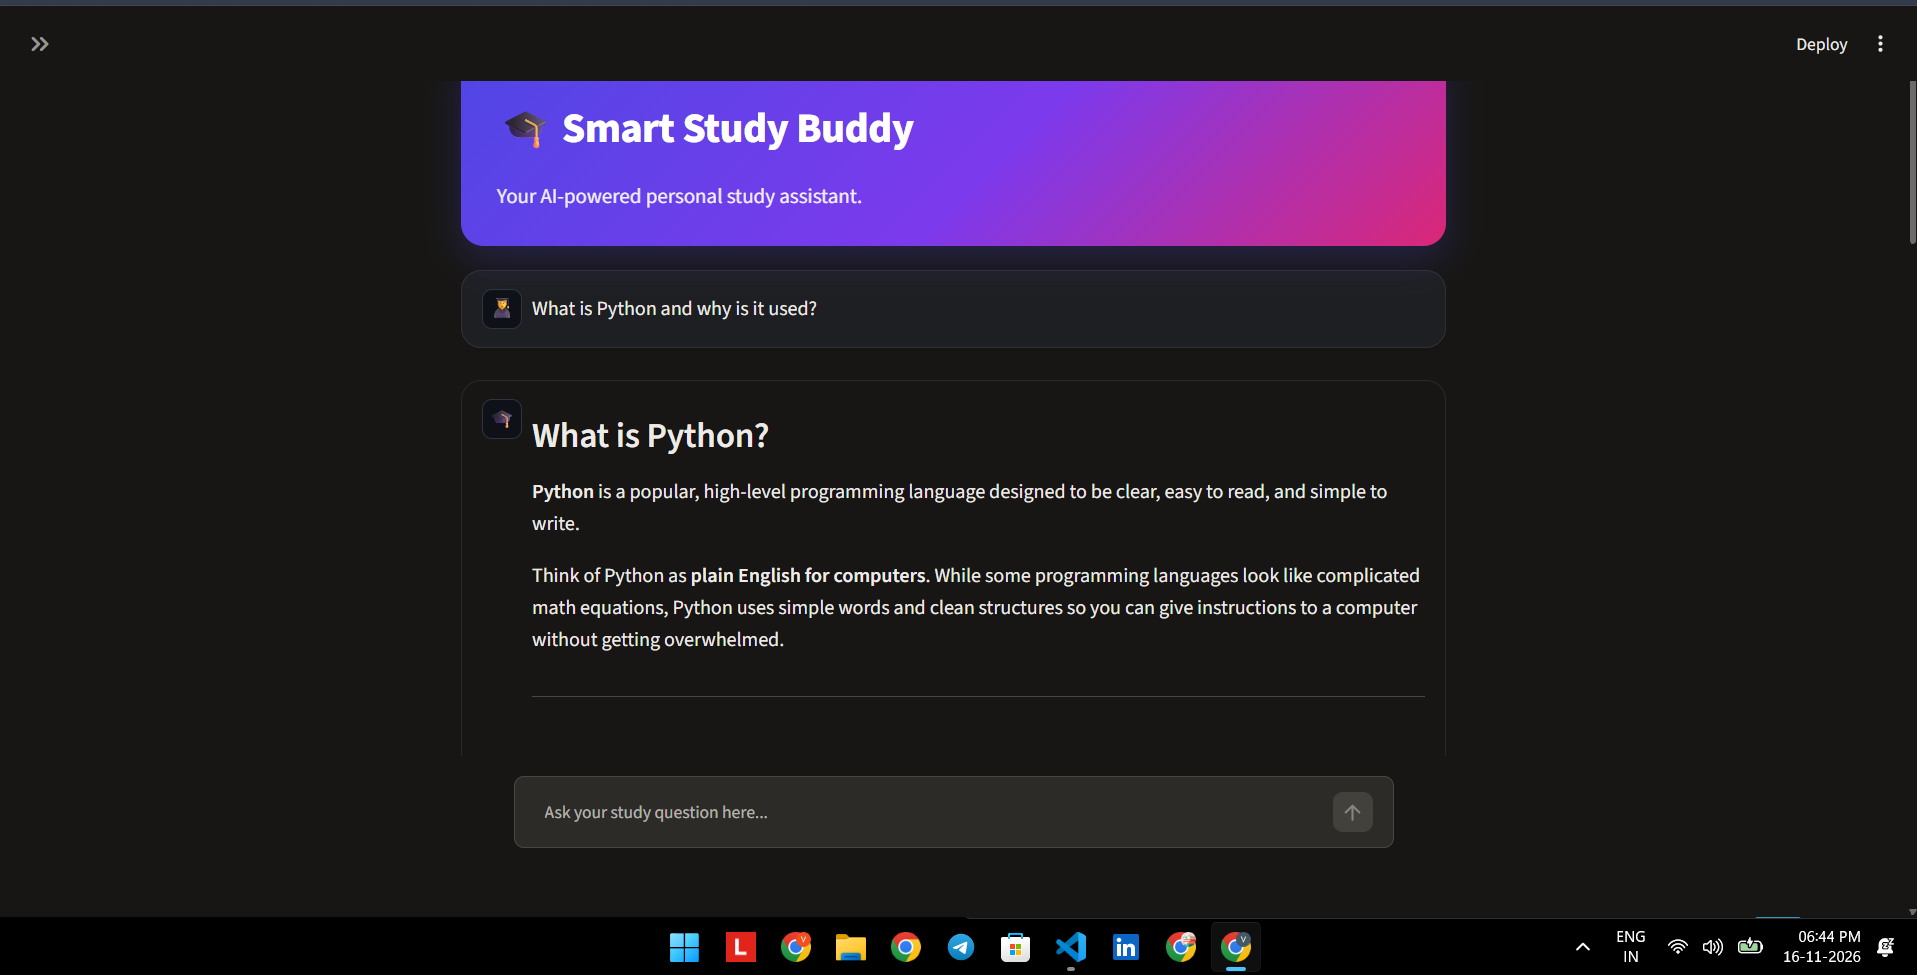 Deploy
Smart Study Buddy
Your AI-powered personal study assistant.
What is Python and why is it used?
What is Python?
Python is a popular, high-level programming language designed to be clear, easy to read, and simple to
write.
Think of Python as plain English for computers. While some programming languages look like complicated
math equations, Python uses simple words and clean structures so you can give instructions to a computer
without getting overwhelmed.
Ask your study question here...
L
V
in
V
ENG
IN
06:44 PM
16-11-2026